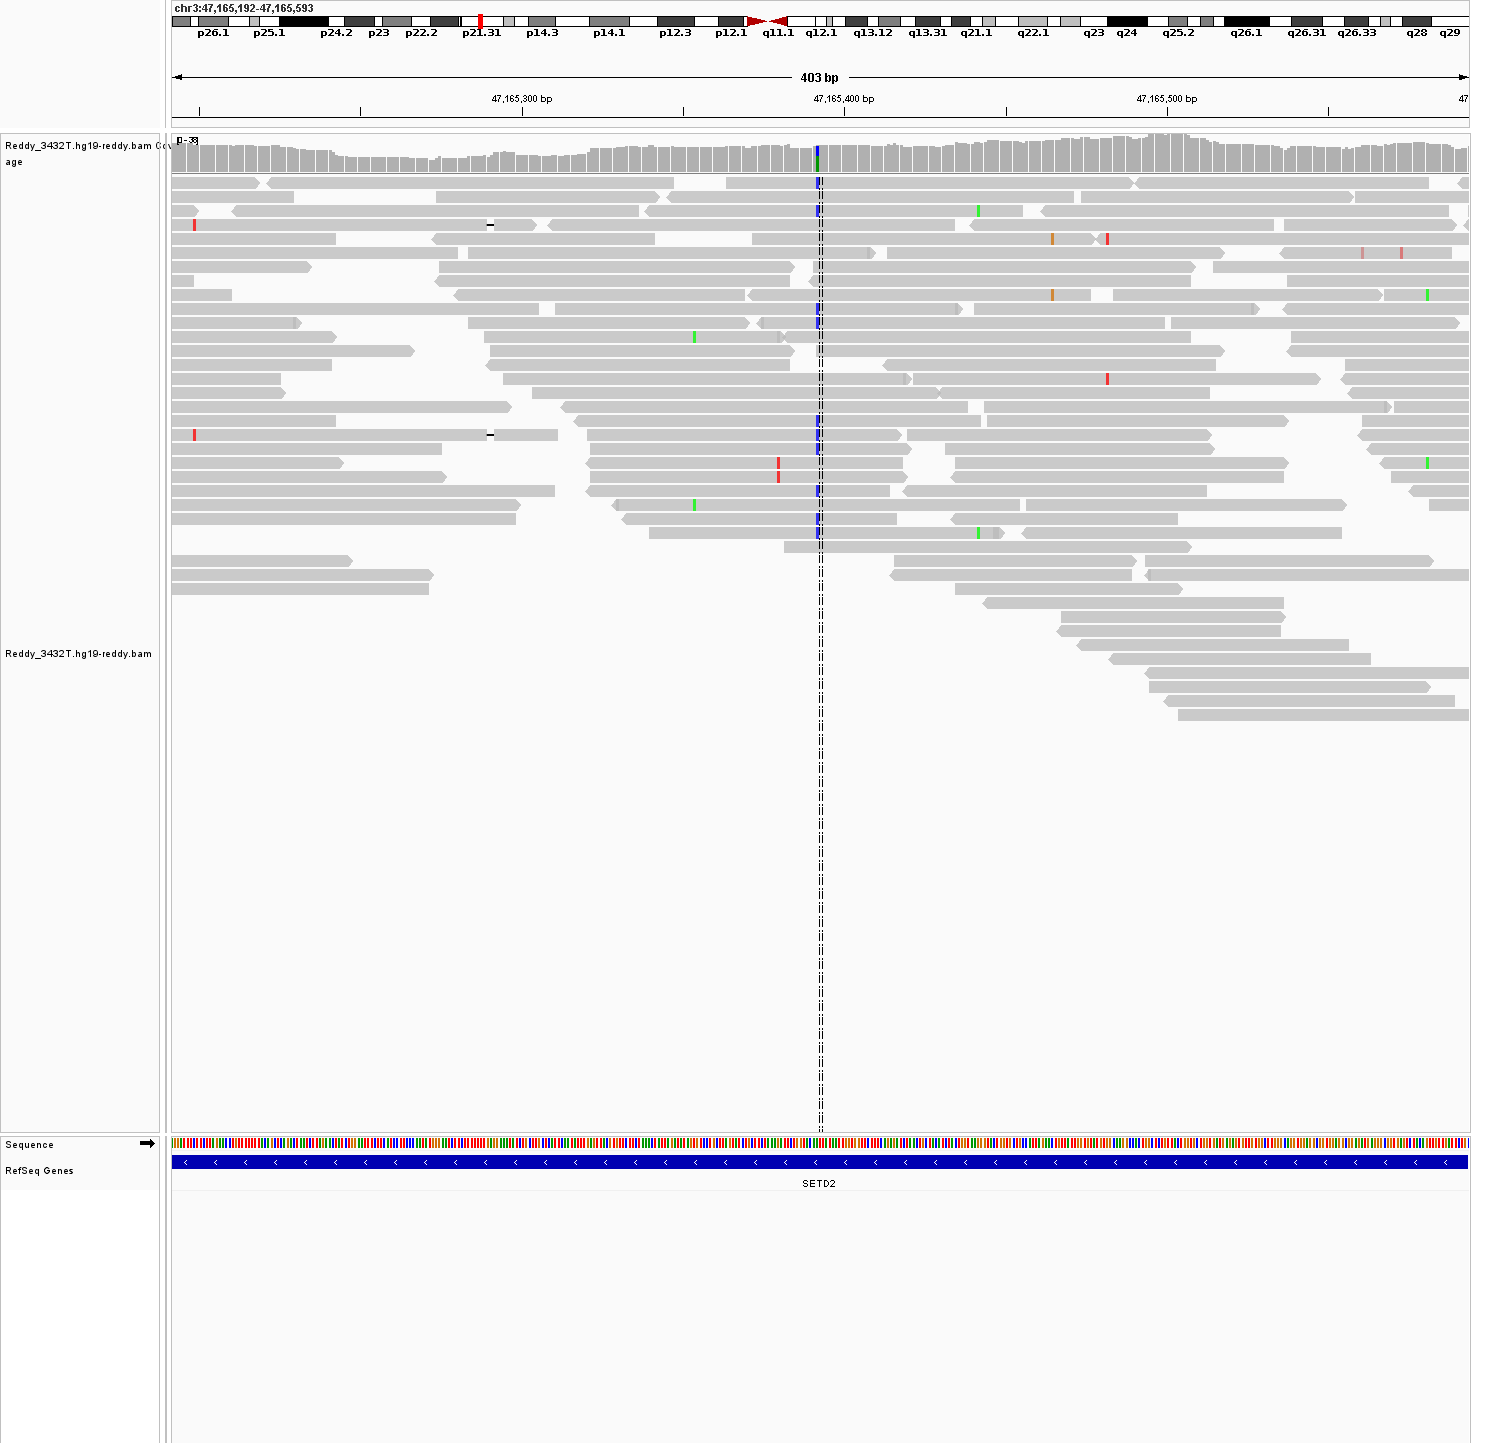 chr3:47,165,192-47,165,593
p26.1 p25.1 p24.2 p23 p22.2 p21.31 p14.3 p14.1 p12.3 p12.1 q11.1 q12.1 q13.12 q13.31 q21.1 q22.1 q23 q24 q25.2 q26.1 q26.31 q26.33 q28 q29
403 bp
47,165,300 bp 47,165,400 bp 47,165,500 bp 47
Reddy_3432T.hg19-reddy.bam Cov
age
Reddy_3432T.hg19-reddy.bam
Sequence
RefSeq Genes
SETD2